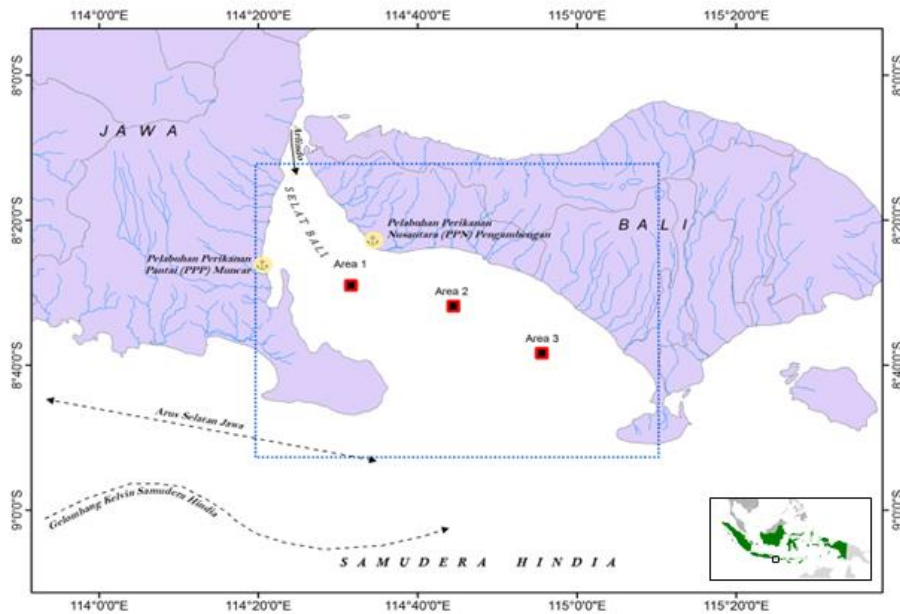 114°0'0"E 114°20'0"E 114°40'0"E 115°0'0"E 115°20'0"E
8°0'0"S 8°0'0"S
J A W A
Arlindo
SELAT BALI
8°20'0"S 8°20'0"S
Pelabuhan Perikanan
Nusantara (PPN) Pengambengan
B A L I
Pelabuhan Perikanan
Pantai (PPP) Muncar
Area 1
Area 2
Area 3
8°40'0"S 8°40'0"S
Arus Selatan Jawa
Gelombang Kelvin Samudera Hindia
9°0'0"S 9°0'0"S
S A M U D E R A H I N D I A
114°0'0"E 114°20'0"E 114°40'0"E 115°0'0"E 115°20'0"E